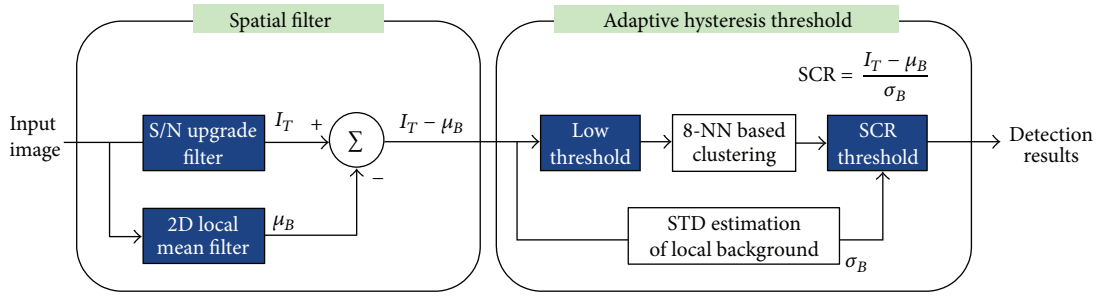 Spatial filter
Adaptive hysteresis threshold
Input
image
S/N upgrade
filter
I_T
+
Σ
−
I_T − μ_B
2D local
mean filter
μ_B
SCR = (I_T − μ_B) / σ_B
Low
threshold
8-NN based
clustering
SCR
threshold
STD estimation
of local background
σ_B
Detection
results